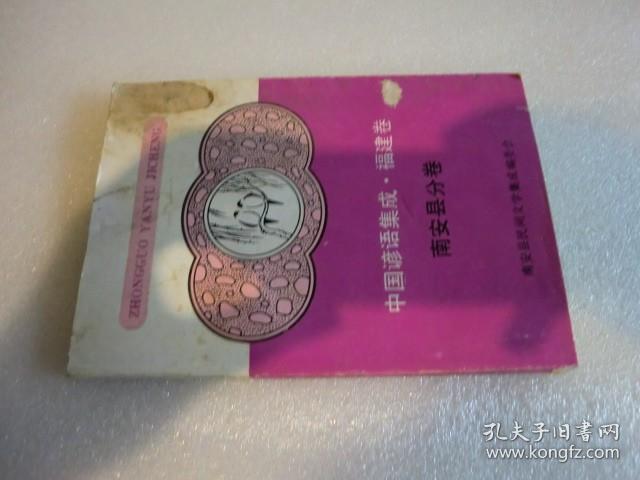 ZHONGGUO YANYU JICHENG
中国谚语集成·福建卷
南安县分卷
南安县民间文学集成编委会
孔夫子旧书网
www.kongfz.com